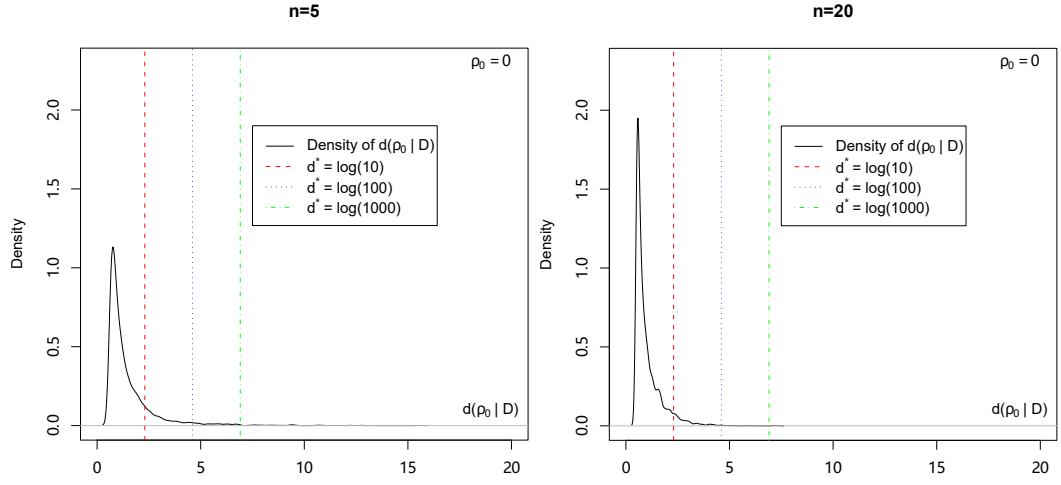 n=5
ρ₀ = 0
Density of d(ρ₀ | D)
d* = log(10)
d* = log(100)
d* = log(1000)
d(ρ₀ | D)
Density
0.0
0.5
1.0
1.5
2.0
0 5 10 15 20
n=20
ρ₀ = 0
Density of d(ρ₀ | D)
d* = log(10)
d* = log(100)
d* = log(1000)
d(ρ₀ | D)
Density
0.0
0.5
1.0
1.5
2.0
0 5 10 15 20